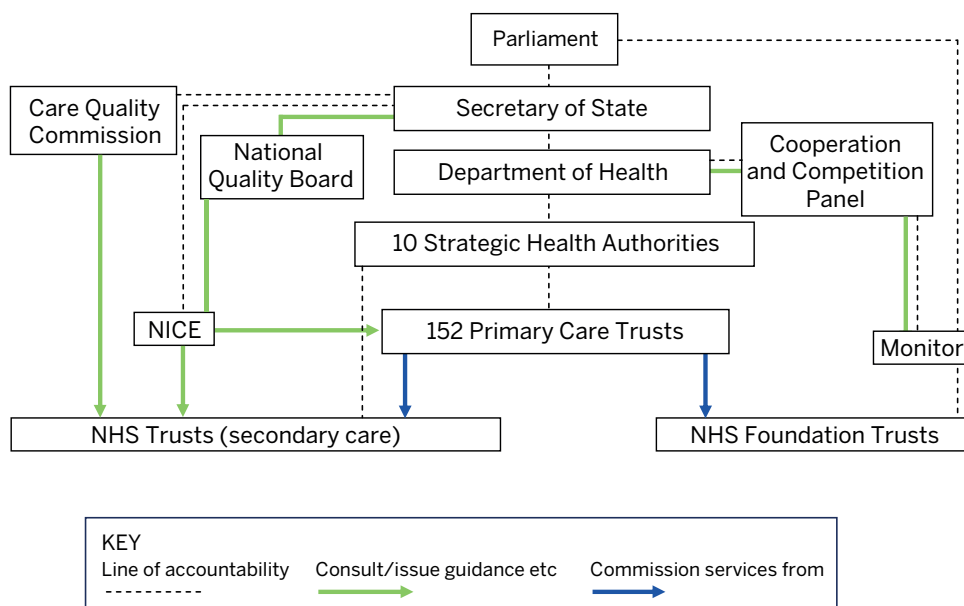 Parliament
Care Quality
Commission
Secretary of State
National
Quality Board
Department of Health
Cooperation
and Competition
Panel
10 Strategic Health Authorities
NICE
152 Primary Care Trusts
Monitor
NHS Trusts (secondary care)
NHS Foundation Trusts
KEY
Line of accountability
Consult/issue guidance etc
Commission services from